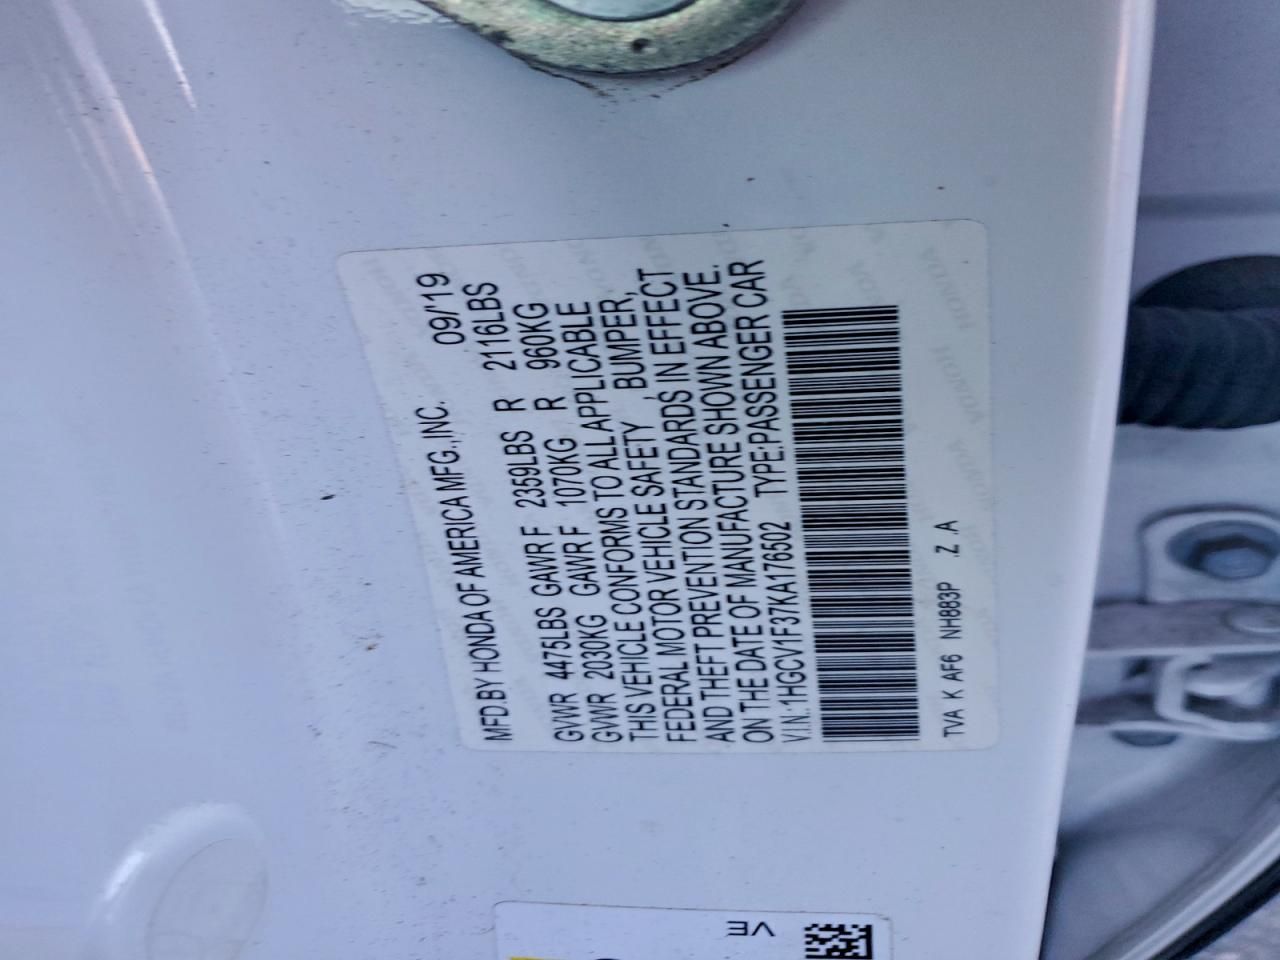 MFD.BY HONDA OF AMERICA MFG.,INC. 09/19
GVWR 4475LBS GAWR F 2359LBS R 2116LBS
GVWR 2030KG GAWR F 1070KG R 960KG
THIS VEHICLE CONFORMS TO ALL APPLICABLE
FEDERAL MOTOR VEHICLE SAFETY , BUMPER,
AND THEFT PREVENTION STANDARDS IN EFFECT
ON THE DATE OF MANUFACTURE SHOWN ABOVE.
V.I.N.:1HGCV1F37KA176502 TYPE:PASSENGER CAR
TVA K AF6 NH883P .Z .A
VE